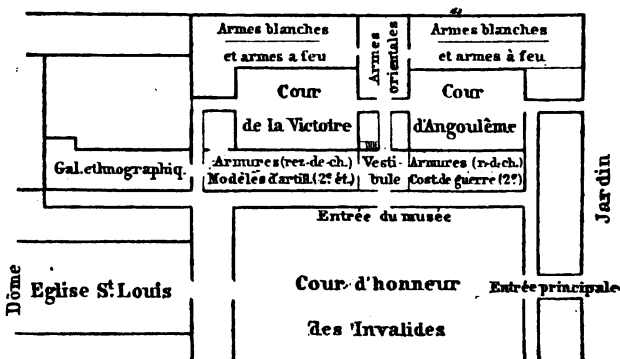 Armes blanches
et armes a feu
Armes
orientales
Armes blanches
et armes à feu
Cour
de la Victoire
Cour
d'Angoulême
Gal. ethnographiq.
Armures (rez-de-ch.)
Modèles d'artill. (2e ét.)
Vesti-
bule
Armures (r.-d.ch.)
Cost. de guerre (2e)
Entrée du musée
Jardin
Dôme
Eglise St. Louis
Cour d'honneur
des Invalides
Entrée principale